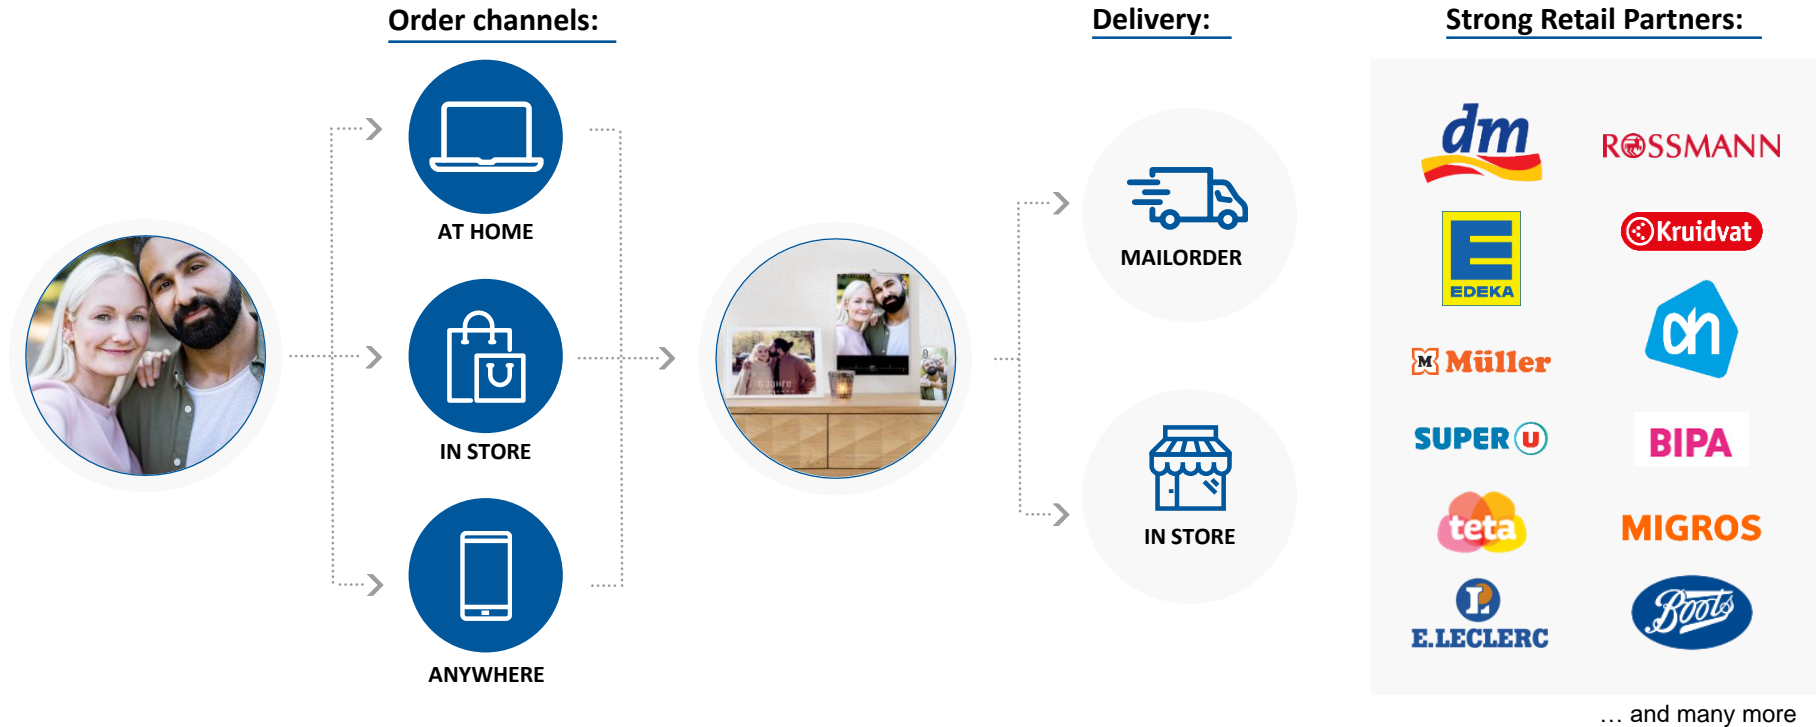 Order channels:
Delivery:
Strong Retail Partners:
AT HOME
IN STORE
ANYWHERE
MAILORDER
IN STORE
dm
ROSSMANN
E
EDEKA
Kruidvat
ah
M Müller
SUPER U
BIPA
teta
MIGROS
L
E.LECLERC
Boots
… and many more